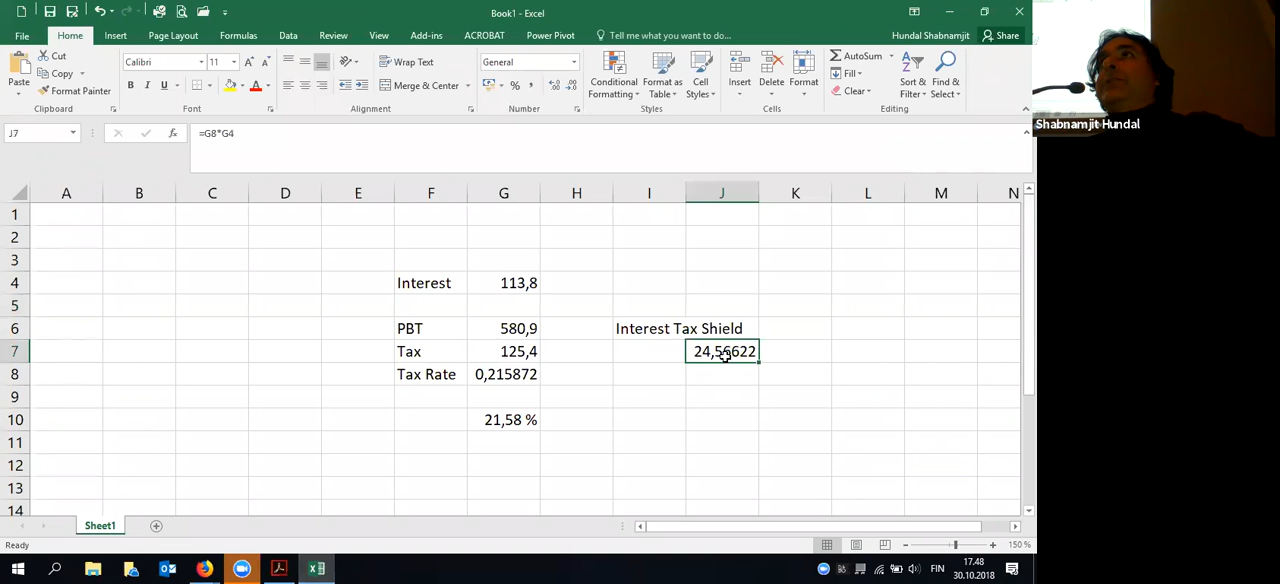 Book1 - Excel
File Home Insert Page Layout Formulas Data Review View Add-ins ACROBAT Power Pivot Tell me what you want to do... Hundal Shabnamjit Share
Paste Cut Calibri 11 A A Wrap Text General Conditional Formatting Format as Table Cell Styles Insert Delete Format AutoSum Sort & Filter Find & Select
Copy Fill
Format Painter B I U A Merge & Center % Clear
Clipboard Font Alignment Number Styles Cells Editing
Shabnamjit Hundal
J7 fx =G8*G4
A B C D E F G H I J K L M N
1
2
3
4 Interest 113,8
5
6 PBT 580,9 Interest Tax Shield
7 Tax 125,4 24,56622
8 Tax Rate 0,215872
9
10 21,58 %
11
12
13
14
Sheet1
Ready 150 %
FIN 17.48
30.10.2018